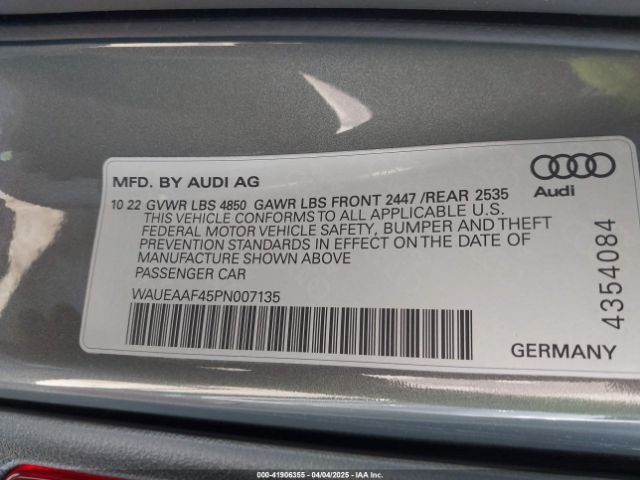 MFD. BY AUDI AG
Audi
10 22 GVWR LBS 4850 GAWR LBS FRONT 2447 /REAR 2535
THIS VEHICLE CONFORMS TO ALL APPLICABLE U.S.
FEDERAL MOTOR VEHICLE SAFETY, BUMPER AND THEFT
PREVENTION STANDARDS IN EFFECT ON THE DATE OF
MANUFACTURE SHOWN ABOVE
PASSENGER CAR
WAUEAAF45PN007135
4354084
GERMANY
000-41906355 - 04/04/2025 - IAAI.COM